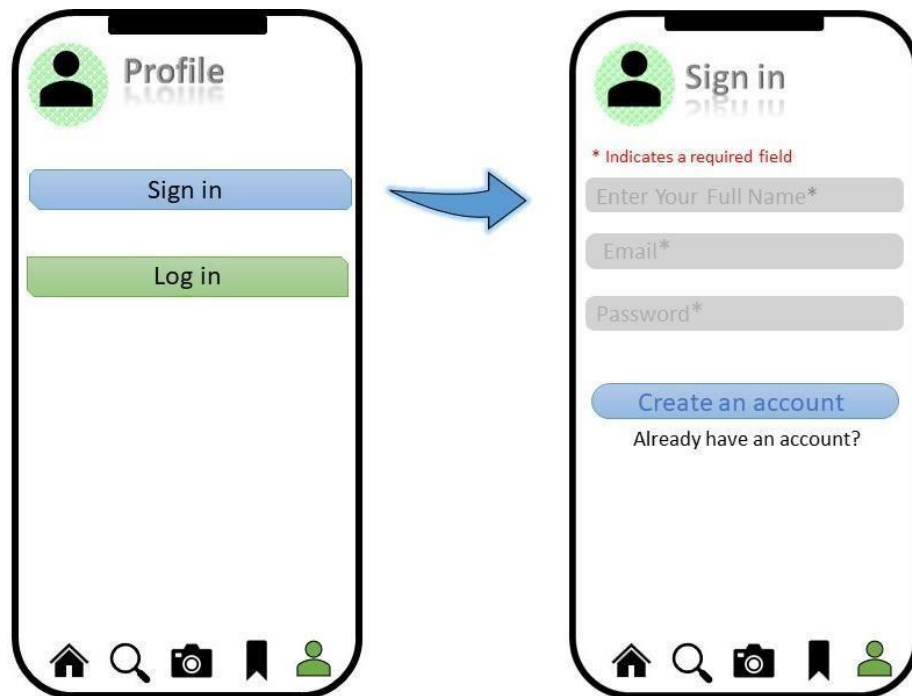 Profile
Sign in
Log in
Sign in
* Indicates a required field
Enter Your Full Name*
Email*
Password*
Create an account
Already have an account?